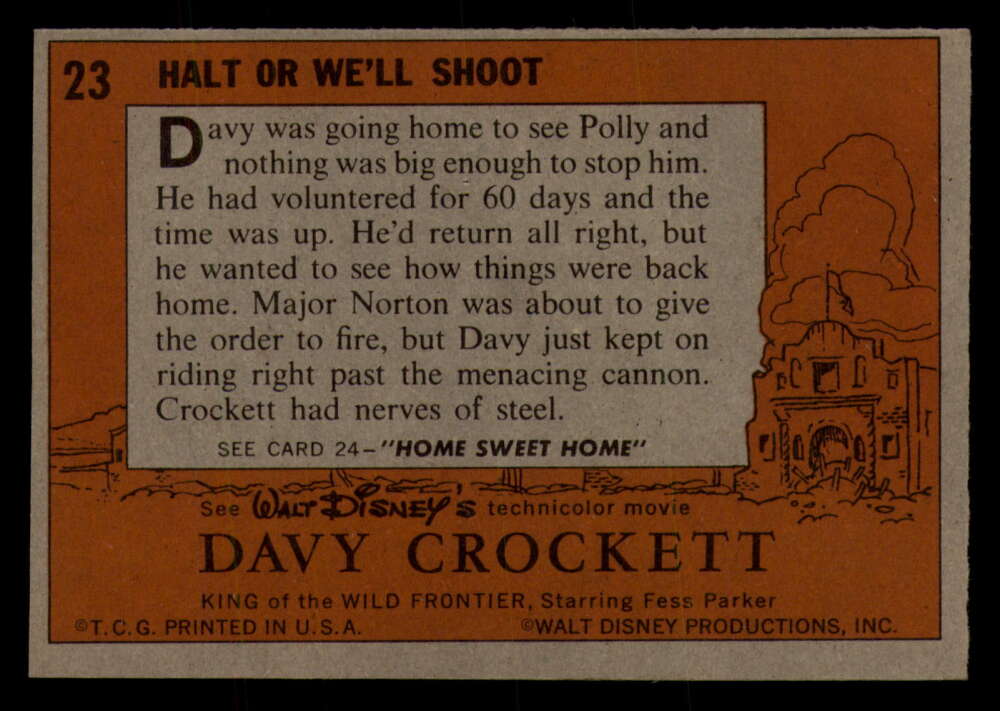 23 HALT OR WE'LL SHOOT
Davy was going home to see Polly and
nothing was big enough to stop him.
He had voluntered for 60 days and the
time was up. He'd return all right, but
he wanted to see how things were back
home. Major Norton was about to give
the order to fire, but Davy just kept on
riding right past the menacing cannon.
Crockett had nerves of steel.
SEE CARD 24–"HOME SWEET HOME"
See WALT DISNEY'S technicolor movie
DAVY CROCKETT
KING of the WILD FRONTIER, Starring Fess Parker
©T.C.G. PRINTED IN U.S.A. ©WALT DISNEY PRODUCTIONS, INC.